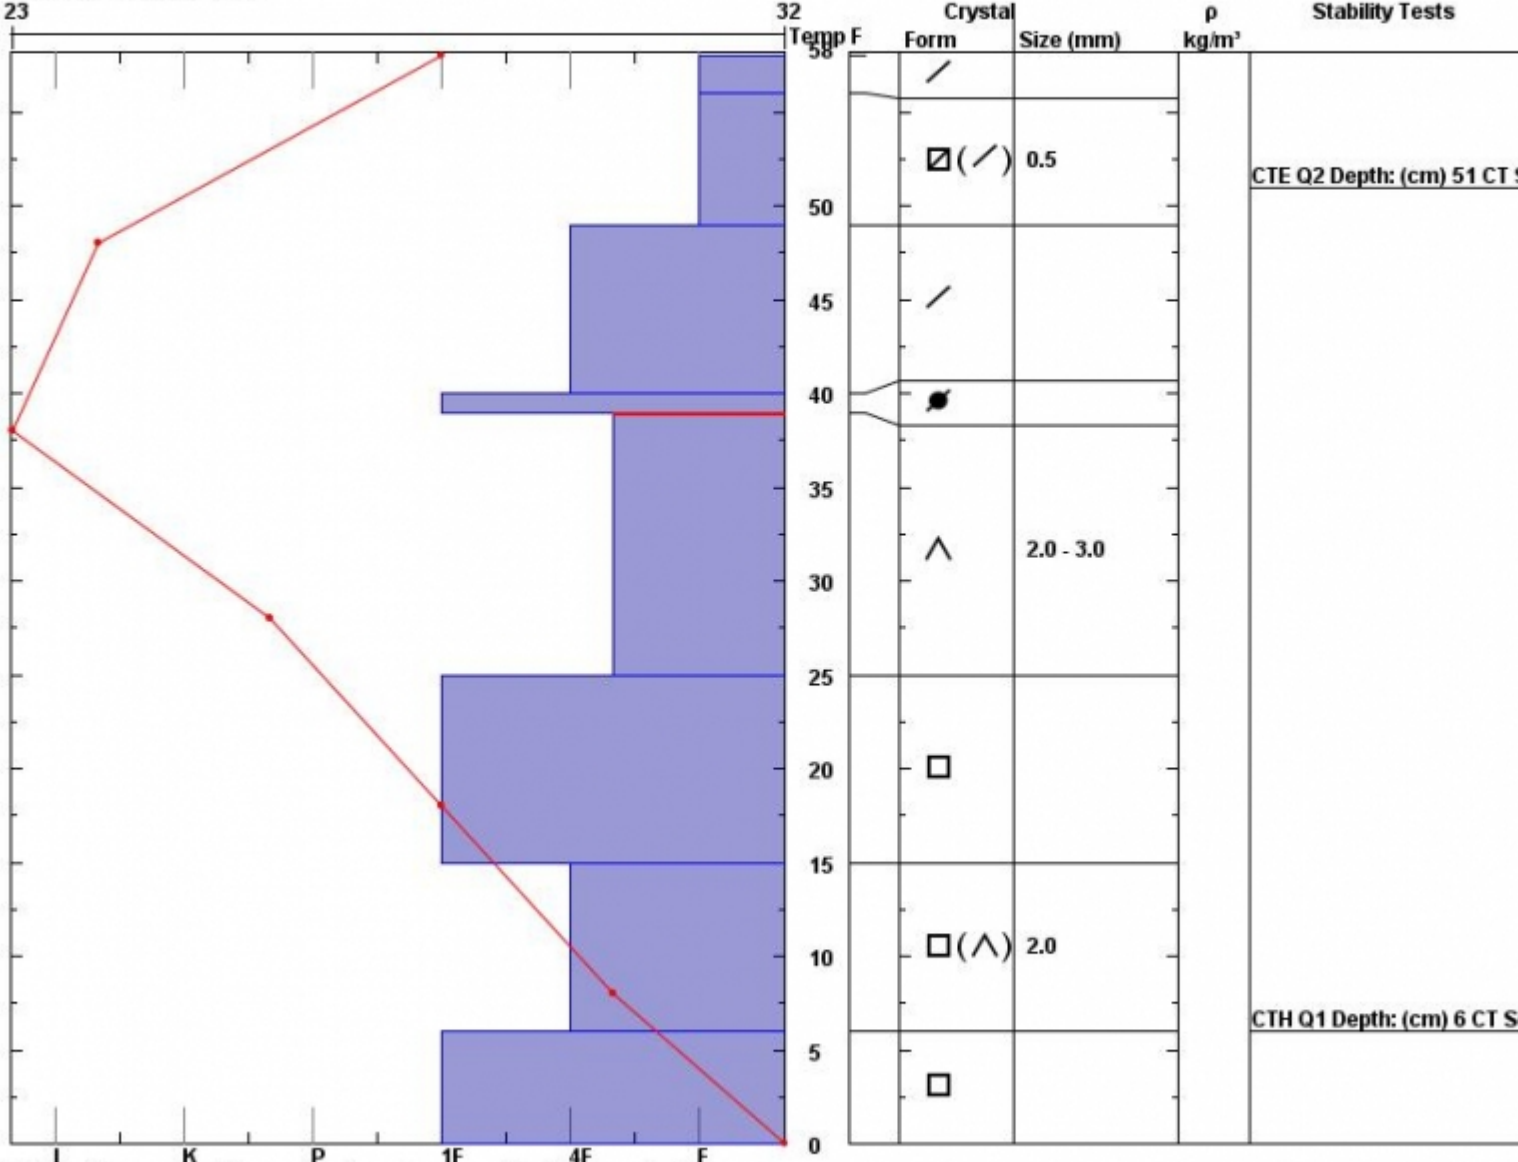 23 32 Crystal ρ Stability Tests
Temp F Form Size (mm) kg/m³
58
( ) 0.5
CTE Q2 Depth: (cm) 51 CT
50
45
40
35
2.0 - 3.0
30
25
20
15
( ) 2.0
10
CTH Q1 Depth: (cm) 6 CT S
5
0
I K P 1F 4F F